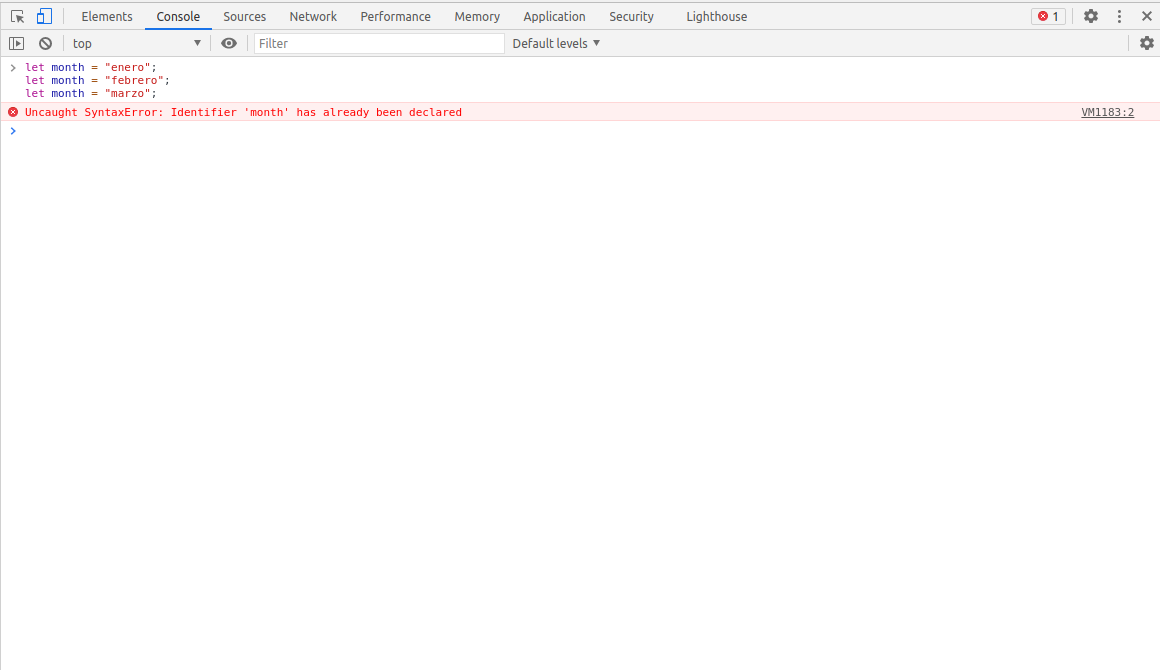 Elements Console Sources Network Performance Memory Application Security Lighthouse 1
top Filter Default levels
let month = "enero";
let month = "febrero";
let month = "marzo";
Uncaught SyntaxError: Identifier 'month' has already been declared VM1183:2